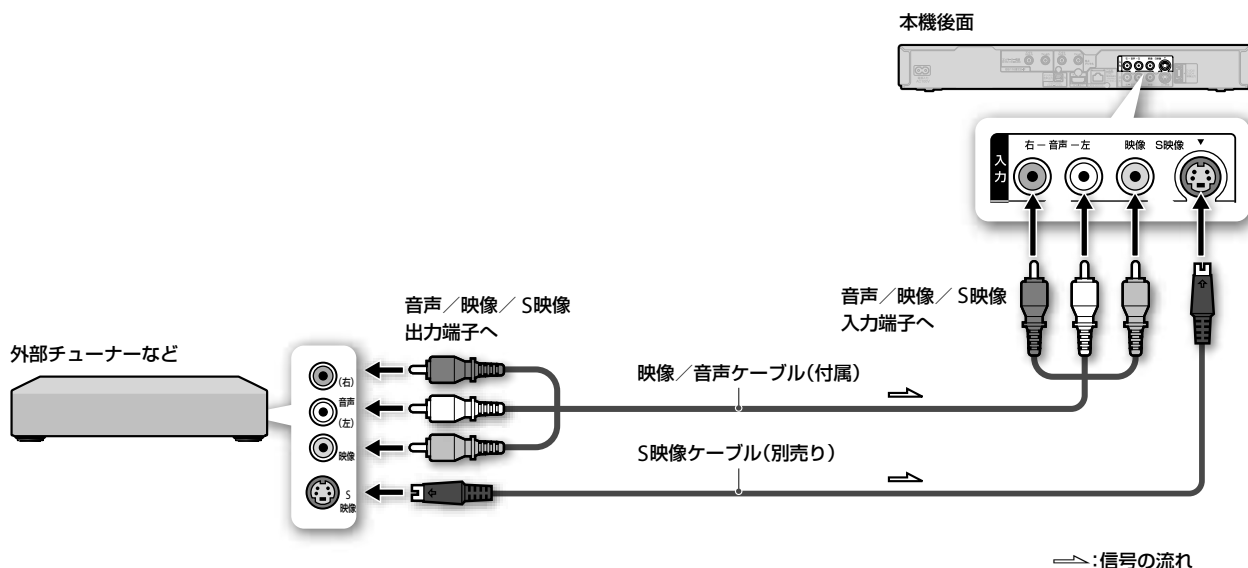 本機後面
入力
右 ー 音声 ー 左
映像
S映像
音声／映像／S映像
入力端子へ
音声／映像／S映像
出力端子へ
外部チューナーなど
(右)
音声
(左)
映像
S
映像
映像／音声ケーブル(付属)
S映像ケーブル(別売り)
:信号の流れ